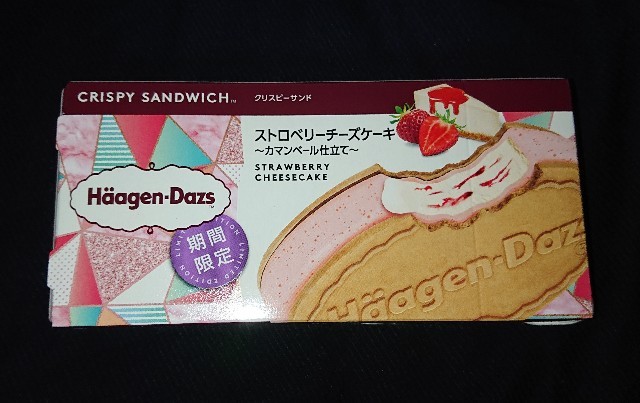 CRISPY SANDWICH™ クリスピーサンド
ストロベリーチーズケーキ
～カマンベール仕立て～
STRAWBERRY
CHEESECAKE
Häagen-Dazs
期間
限定
LIMITED EDITION LIMITED EDITION
Häagen-Dazs